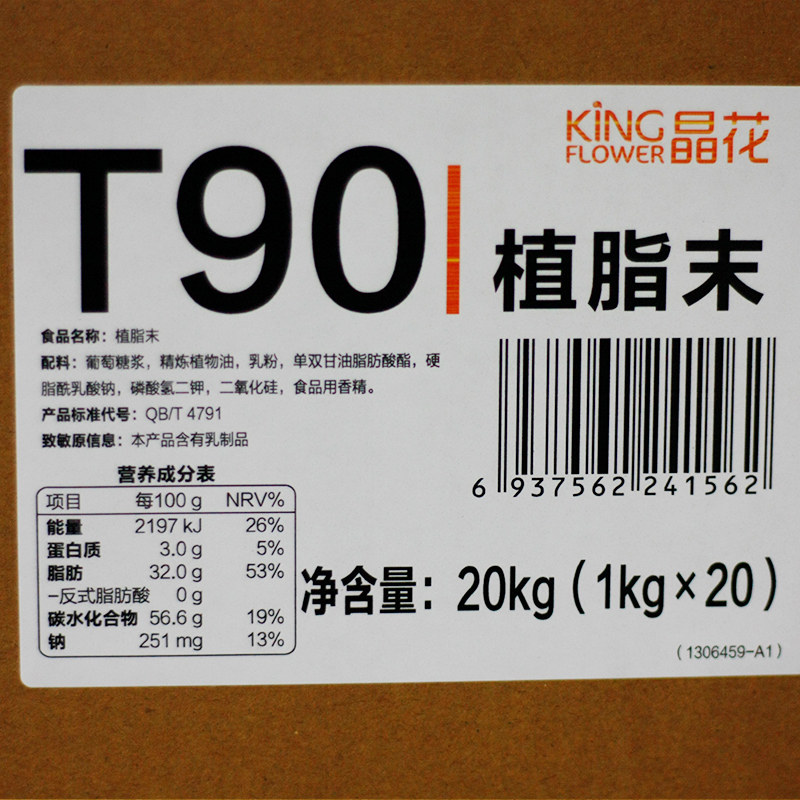 KING
FLOWER 晶花
T90
植脂末
食品名称：植脂末
配料：葡萄糖浆，精炼植物油，乳粉，单双甘油脂肪酸酯，硬
脂酰乳酸钠，磷酸氢二钾，二氧化硅，食品用香精。
产品标准代号：QB/T 4791
致敏原信息：本产品含有乳制品
6 937562 241562
营养成分表
项目 每100 g NRV%
能量 2197 kJ 26%
蛋白质 3.0 g 5%
脂肪 32.0 g 53%
–反式脂肪酸 0 g
碳水化合物 56.6 g 19%
钠 251 mg 13%
净含量：20kg（1kg×20）
（1306459-A1）